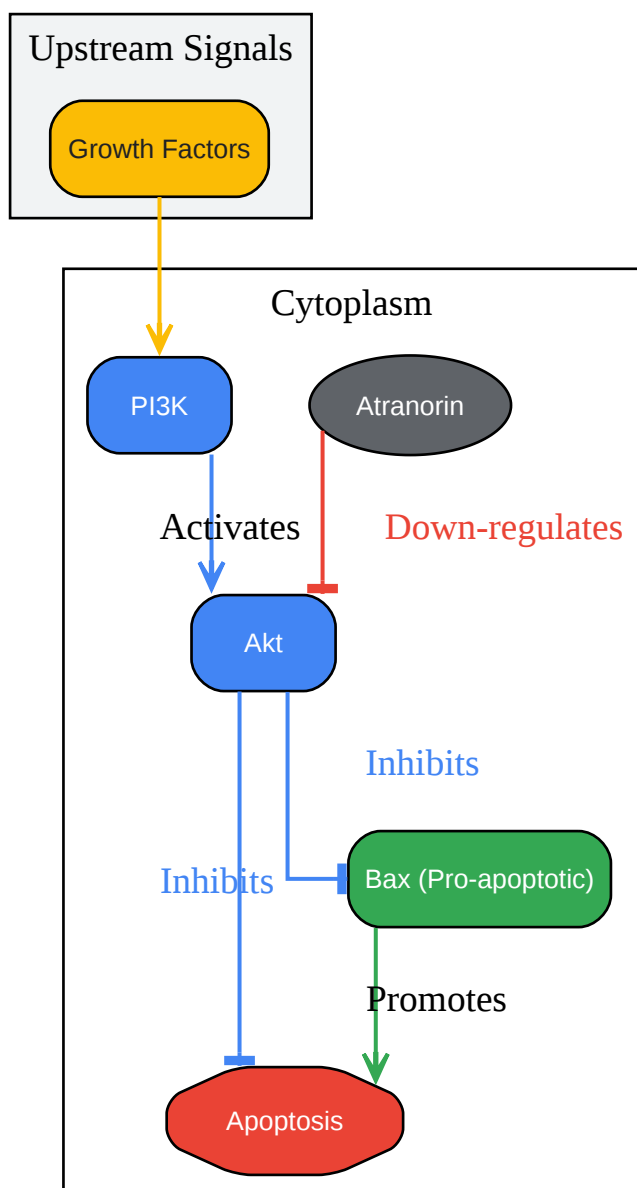 Upstream Signals
Growth Factors
Cytoplasm
PI3K
Atranorin
Activates
Down-regulates
Akt
Inhibits
Inhibits
Bax (Pro-apoptotic)
Promotes
Apoptosis